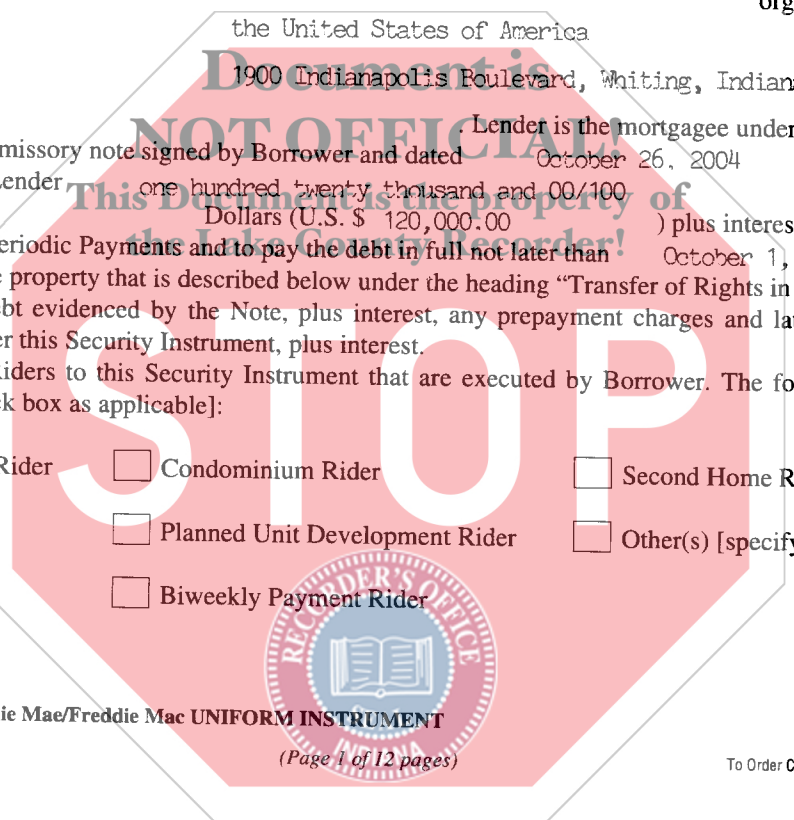 org
the United States of America
Document is
1900 Indianapolis Boulevard, Whiting, Indian
NOT OFFICIAL!
. Lender is the mortgagee under
missory note signed by Borrower and dated October 26, 2004
ender one hundred twenty thousand and 00/100
This Document is the property of
Dollars (U.S. $ 120,000.00 ) plus interes
the Lake County Recorder!
eriodic Payments and to pay the debt in full not later than October 1,
e property that is described below under the heading “Transfer of Rights in
bt evidenced by the Note, plus interest, any prepayment charges and lat
er this Security Instrument, plus interest.
iders to this Security Instrument that are executed by Borrower. The fo
k box as applicable]:
STOP
Rider Condominium Rider Second Home R
Planned Unit Development Rider Other(s) [specify
Biweekly Payment Rider
RECORDER'S OFFICE
ie Mae/Freddie Mac UNIFORM INSTRUMENT
INDIANA
(Page 1 of 12 pages)
To Order C